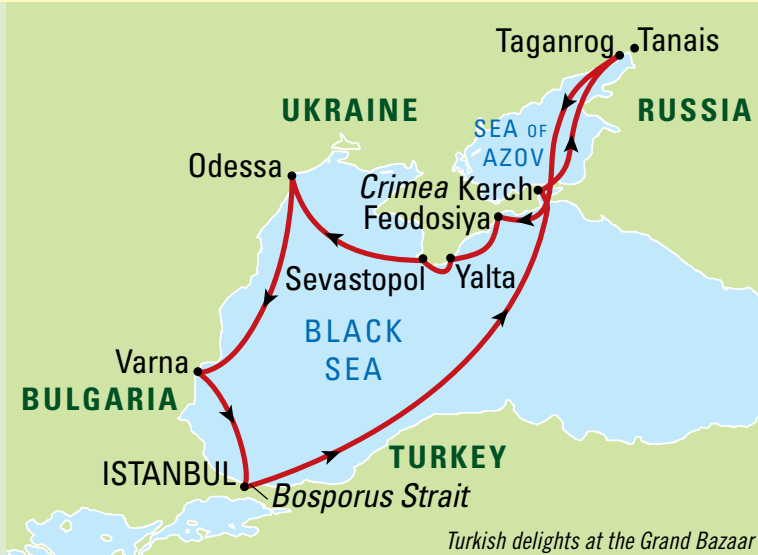 Taganrog
Tanais
UKRAINE
RUSSIA
SEA OF
AZOV
Odessa
Crimea Kerch
Feodosiya
Sevastopol
Yalta
BLACK
SEA
Varna
BULGARIA
TURKEY
ISTANBUL
Bosporus Strait
Turkish delights at the Grand Bazaar